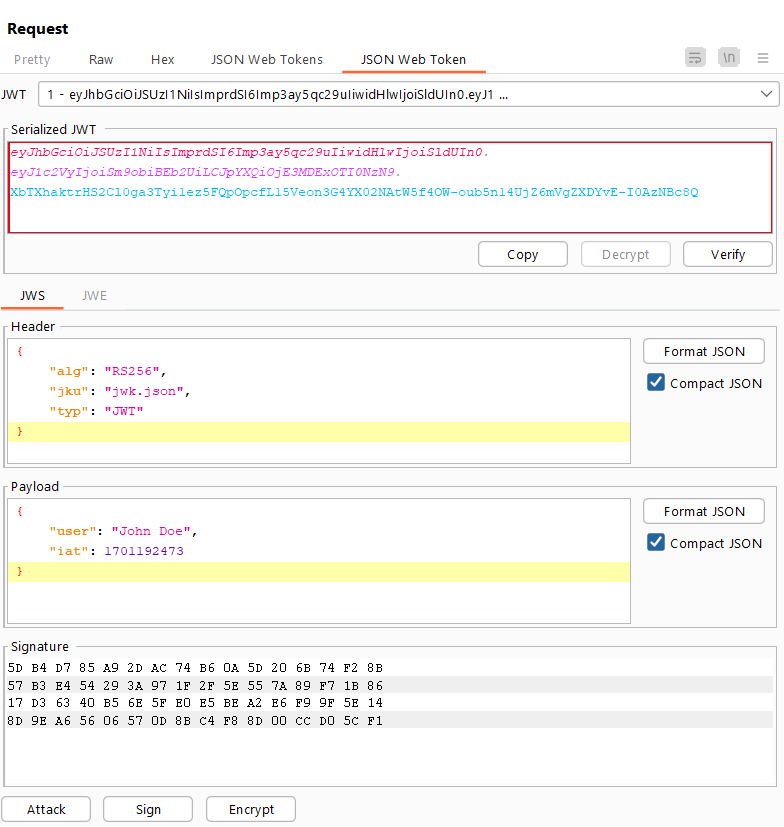 Request
Pretty Raw Hex JSON Web Tokens JSON Web Token \n
JWT 1 - eyJhbGciOiJSUzI1NiIsImprdSI6Imp3ay5qc29uIiwidHlwIjoiSldUIn0.eyJ1 ...
Serialized JWT
eyJhbGciOiJSUzI1NiIsImprdSI6Imp3ay5qc29uIiwidHlwIjoiSldUIn0.
eyJ1c2VyIjoiSm9obiBEb2UiLCJpYXQiOjE3MDExOTI0NzN9.
XbTXhaktrHS2Cl0ga3Tyi1ez5FQpOpcfL15Veon3G4YX02NAtW5f4OW-oub5n14UjZ6mVgZXDYvE-I0AzNBc8Q
Copy Decrypt Verify
JWS JWE
Header
{
"alg": "RS256",
"jku": "jwk.json",
"typ": "JWT"
}
Format JSON
Compact JSON
Payload
{
"user": "John Doe",
"iat": 1701192473
}
Format JSON
Compact JSON
Signature
5D B4 D7 85 A9 2D AC 74 B6 0A 5D 20 6B 74 F2 8B
57 B3 E4 54 29 3A 97 1F 2F 5E 55 7A 89 F7 1B 86
17 D3 63 40 B5 6E 5F E0 E5 BE A2 E6 F9 9F 5E 14
8D 9E A6 56 06 57 0D 8B C4 F8 8D 00 CC D0 5C F1
Attack Sign Encrypt